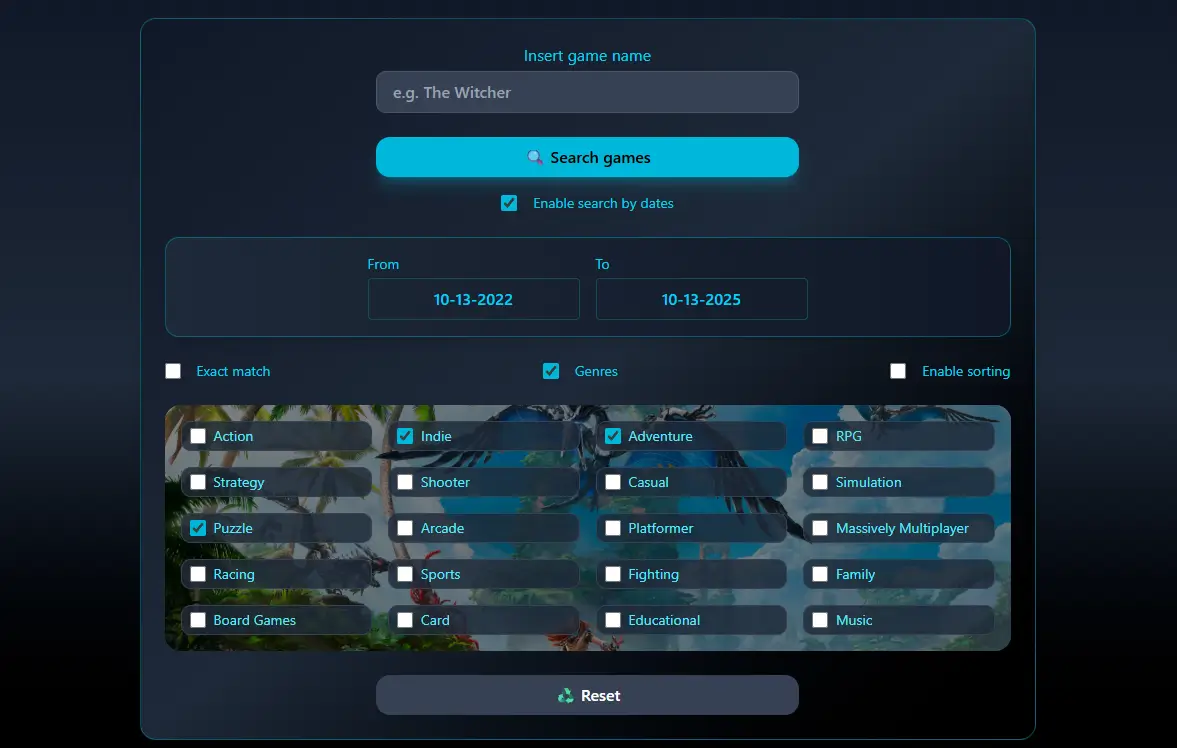 Insert game name
e.g. The Witcher
Search games
Enable search by dates
From To
10-13-2022 10-13-2025
Exact match Genres Enable sorting
Action Indie Adventure RPG
Strategy Shooter Casual Simulation
Puzzle Arcade Platformer Massively Multiplayer
Racing Sports Fighting Family
Board Games Card Educational Music
Reset